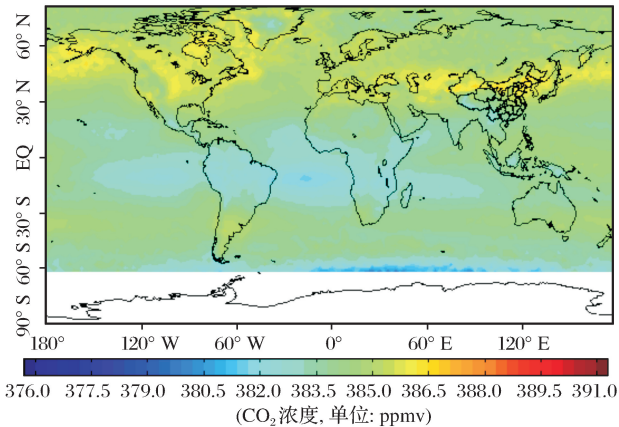 60° N
30° N
EQ
30° S
60° S
90° S
180°
120° W
60° W
0°
60° E
120° E
376.0 377.5 379.0 380.5 382.0 383.5 385.0 386.5 388.0 389.5 391.0
(CO₂浓度, 单位: ppmv)